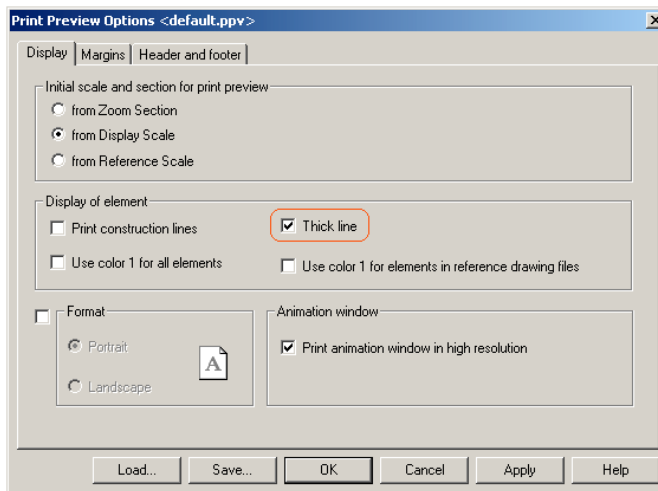 Print Preview Options <default.ppv>
Display Margins Header and footer
Initial scale and section for print preview
from Zoom Section
from Display Scale
from Reference Scale
Display of element
Print construction lines
Thick line
Use color 1 for all elements
Use color 1 for elements in reference drawing files
Format
Portrait
Landscape
A
Animation window
Print animation window in high resolution
Load... Save... OK Cancel Apply Help